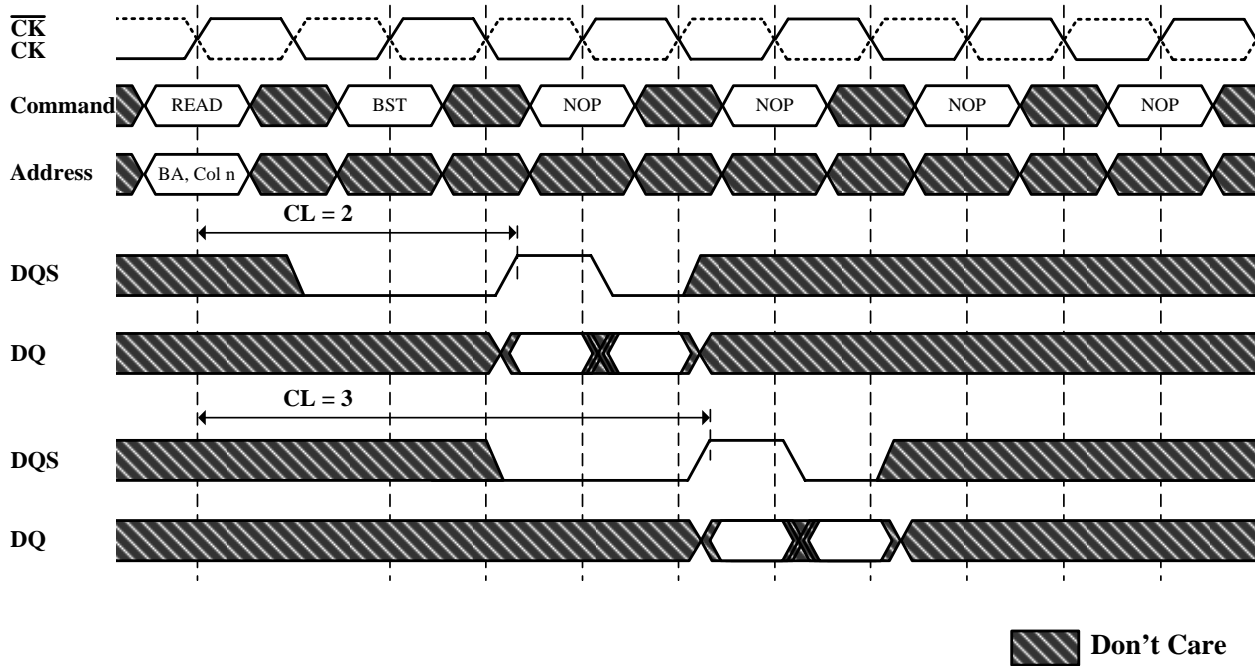 CK
CK
Command READ BST NOP NOP NOP NOP
Address BA, Col n
CL = 2
DQS
DQ
CL = 3
DQS
DQ
Don't Care